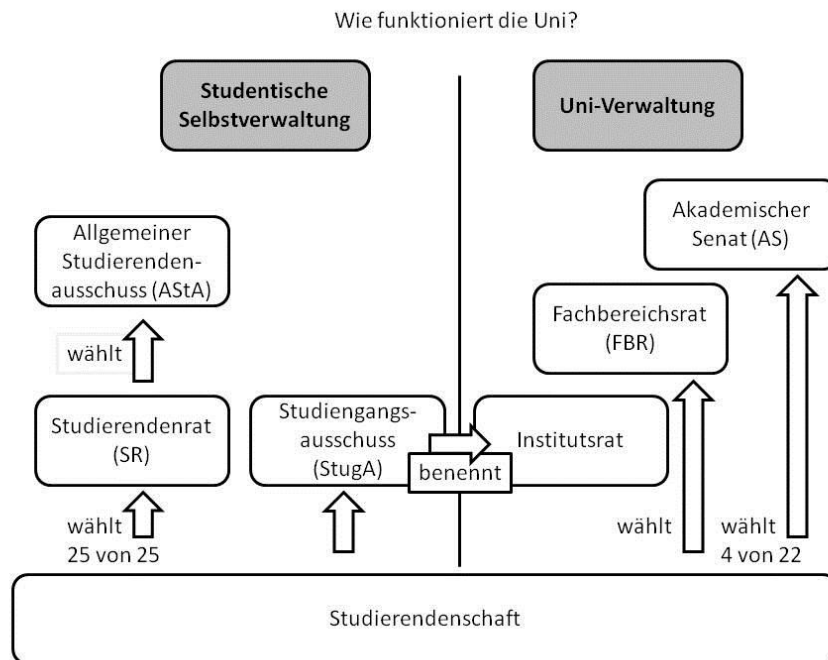 Wie funktioniert die Uni?
Studentische
Selbstverwaltung
Uni-Verwaltung
Akademischer
Senat (AS)
Allgemeiner
Studierenden-
ausschuss (AStA)
Fachbereichsrat
(FBR)
wählt
Studierendenrat
(SR)
Studiengangs-
ausschuss
(StugA)
benennt
Institutsrat
wählt
25 von 25
wählt
wählt
4 von 22
Studierendenschaft